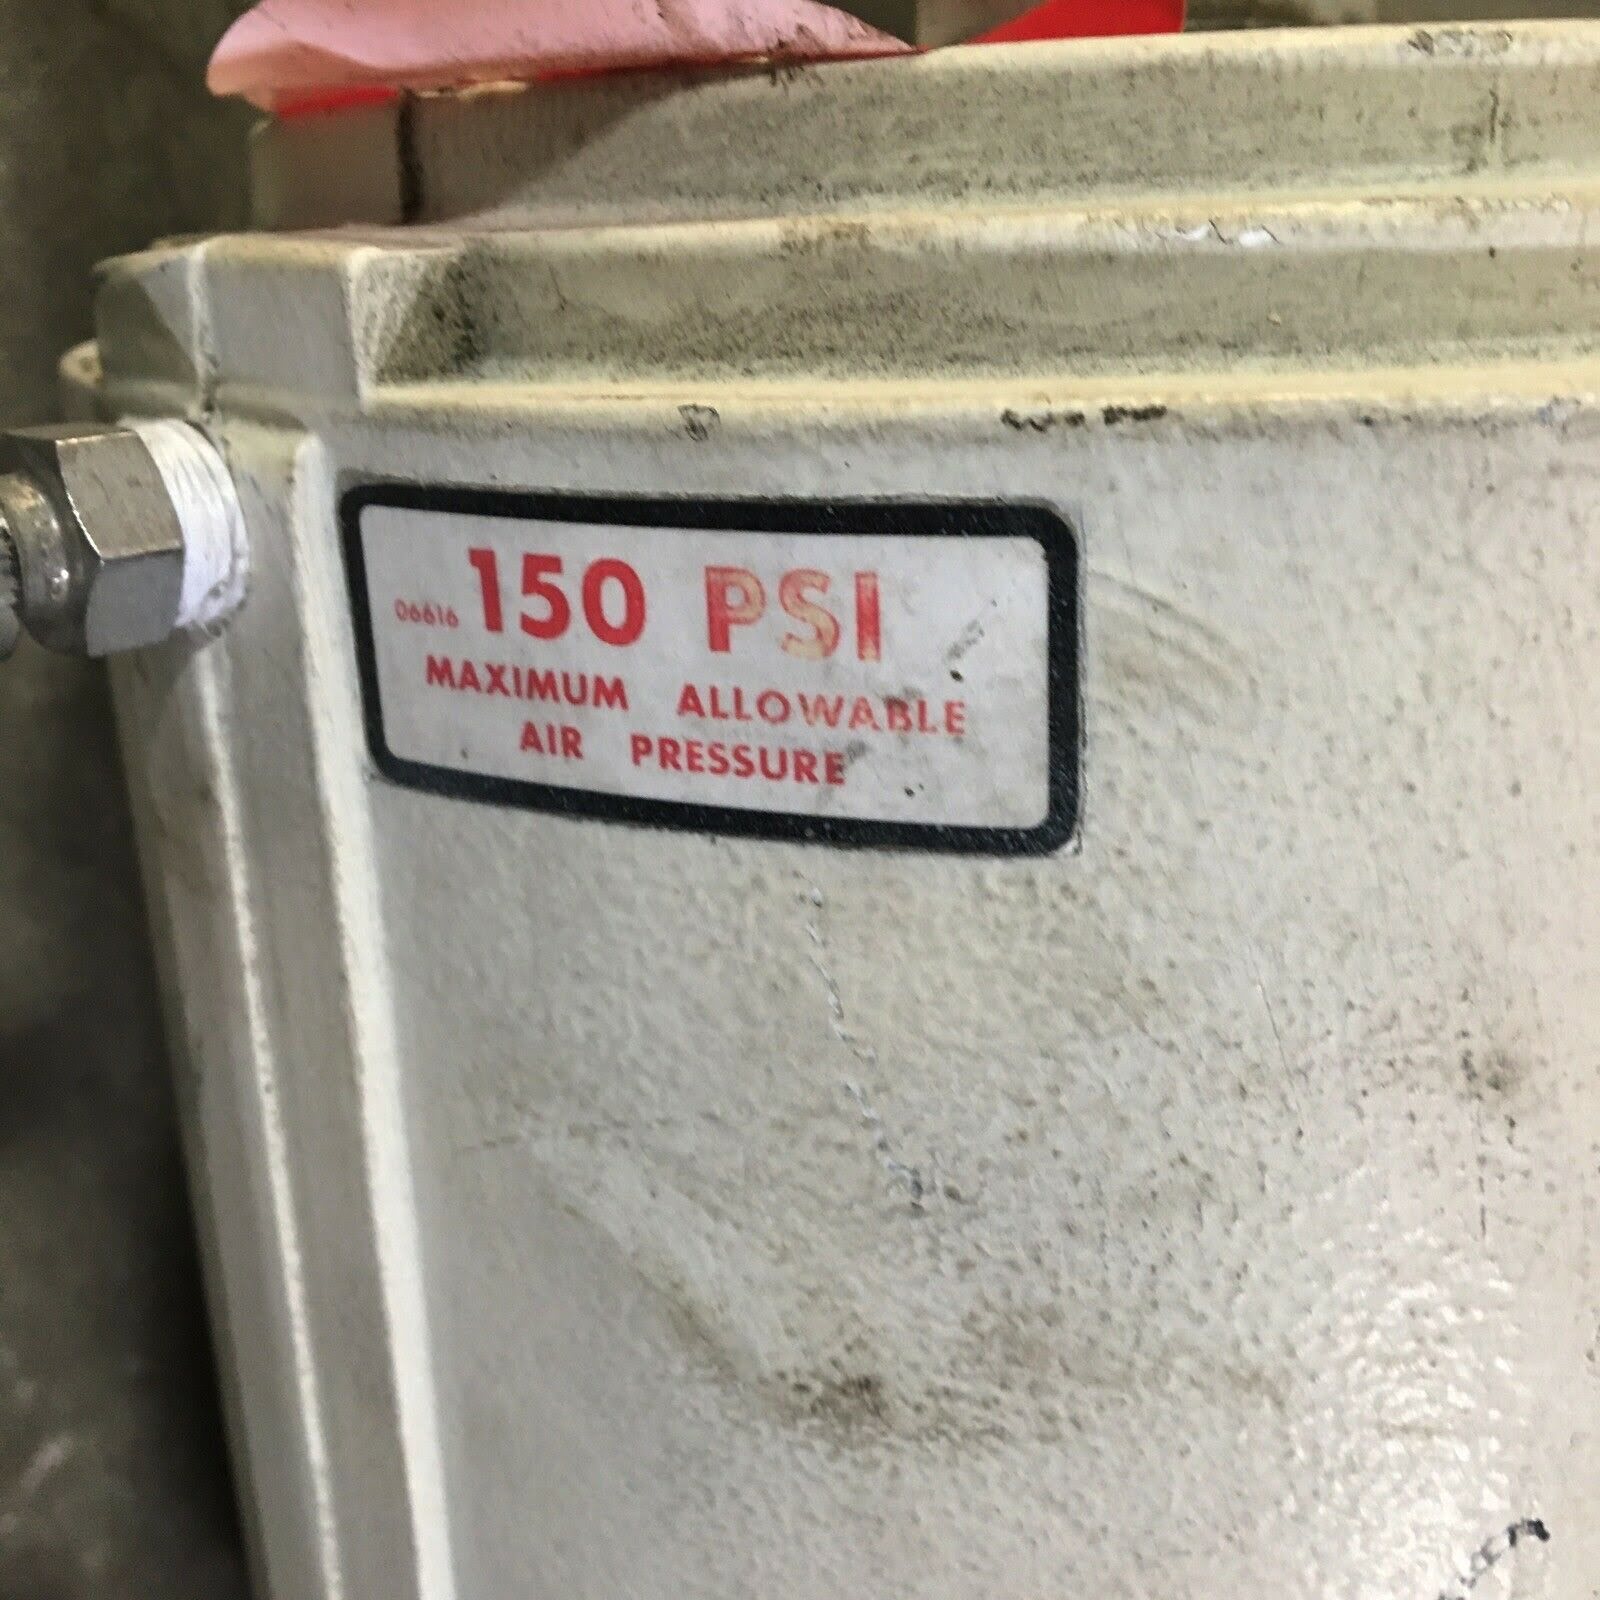 06616 150 PSI
MAXIMUM ALLOWABLE
AIR PRESSURE